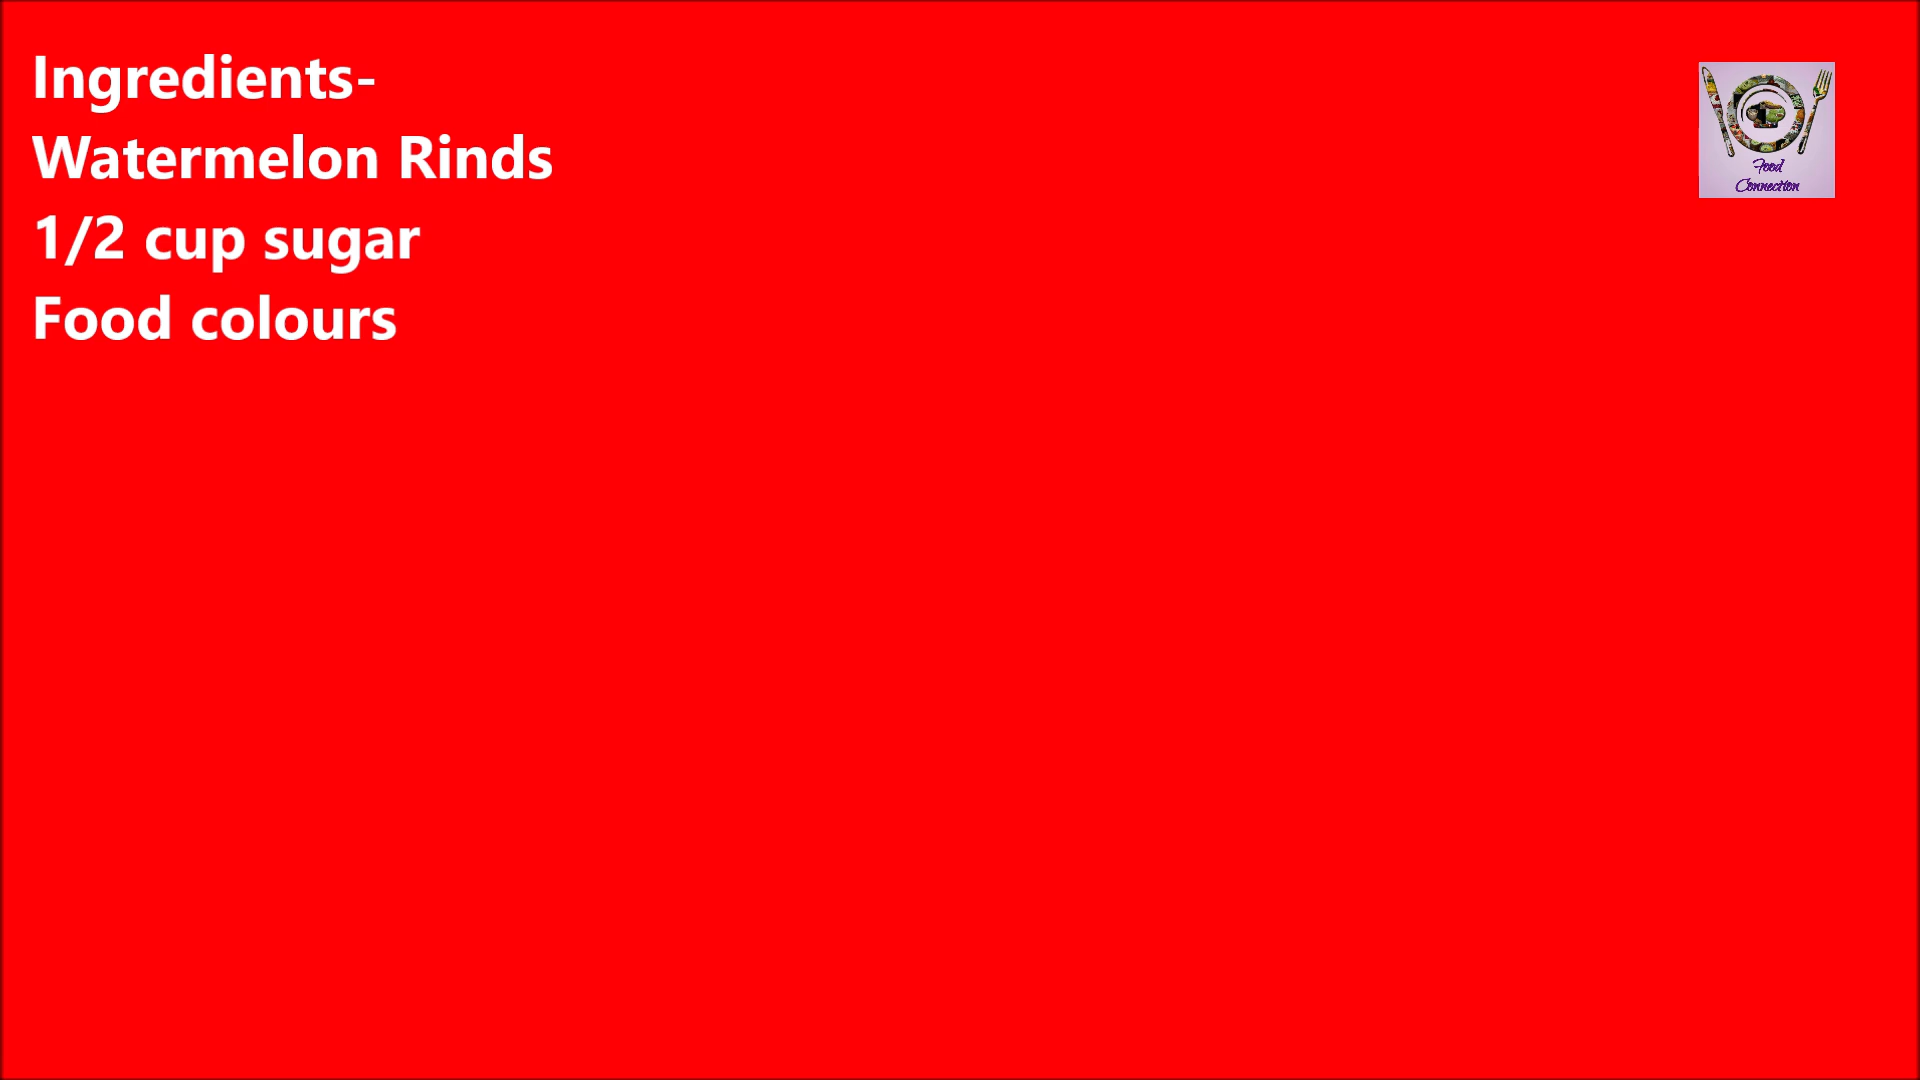 Ingredients-
Watermelon Rinds
1/2 cup sugar
Food colours
Food
Connection